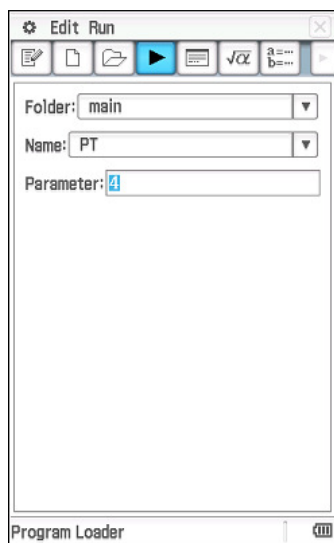 Edit Run
√α a=... b=...
Folder: main
Name: PT
Parameter: 4
Program Loader